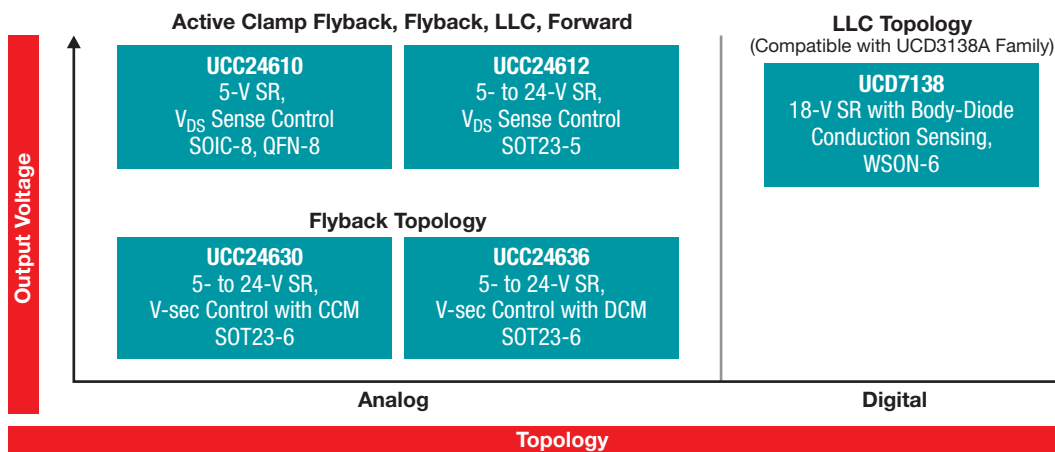 Active Clamp Flyback, Flyback, LLC, Forward
UCC24610
5-V SR,
VDS Sense Control
SOIC-8, QFN-8
UCC24612
5- to 24-V SR,
VDS Sense Control
SOT23-5
Flyback Topology
UCC24630
5- to 24-V SR,
V-sec Control with CCM
SOT23-6
UCC24636
5- to 24-V SR,
V-sec Control with DCM
SOT23-6
LLC Topology
(Compatible with UCD3138A Family)
UCD7138
18-V SR with Body-Diode
Conduction Sensing,
WSON-6
Output Voltage
Analog
Digital
Topology